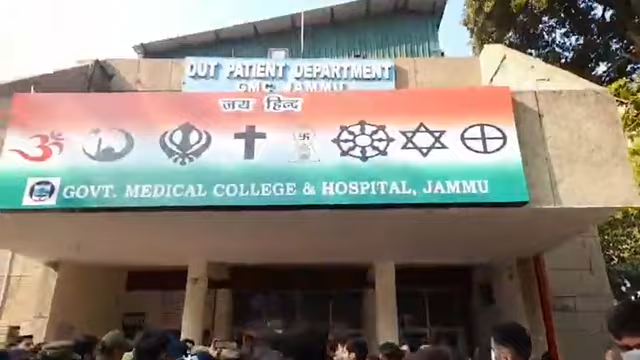 OUT PATIENT DEPARTMENT
GMC JAMMU
जय हिन्द
GOVT. MEDICAL COLLEGE & HOSPITAL, JAMMU